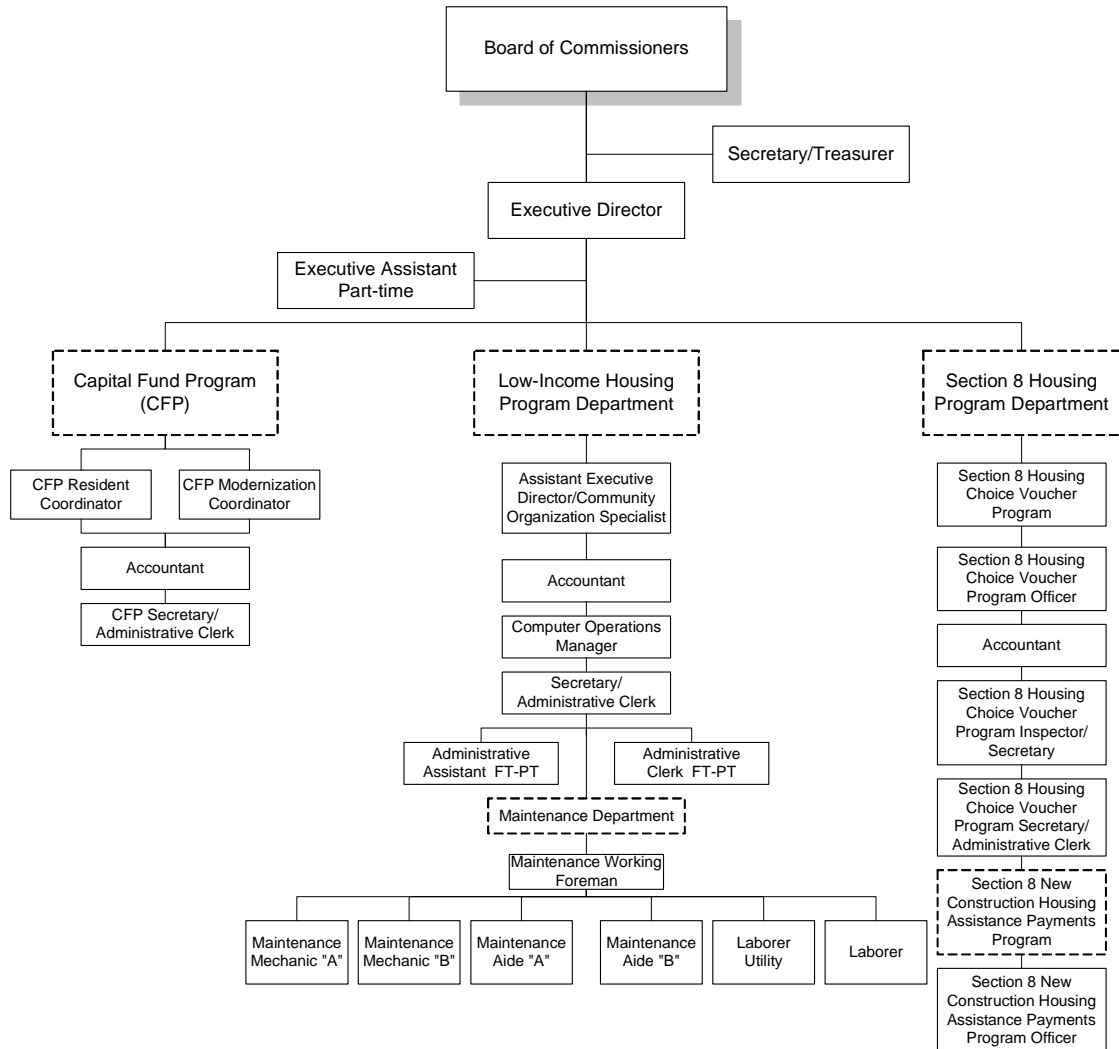 Board of Commissioners
Secretary/Treasurer
Executive Director
Executive Assistant
Part-time
Capital Fund Program
(CFP)
Low-Income Housing
Program Department
Section 8 Housing
Program Department
CFP Resident
Coordinator
CFP Modernization
Coordinator
Accountant
CFP Secretary/
Administrative Clerk
Assistant Executive
Director/Community
Organization Specialist
Accountant
Computer Operations
Manager
Secretary/
Administrative Clerk
Administrative
Assistant FT-PT
Administrative
Clerk FT-PT
Maintenance Department
Maintenance Working
Foreman
Maintenance
Mechanic "A"
Maintenance
Mechanic "B"
Maintenance
Aide "A"
Maintenance
Aide "B"
Laborer
Utility
Laborer
Section 8 Housing
Choice Voucher
Program
Section 8 Housing
Choice Voucher
Program Officer
Accountant
Section 8 Housing
Choice Voucher
Program Inspector/
Secretary
Section 8 Housing
Choice Voucher
Program Secretary/
Administrative Clerk
Section 8 New
Construction Housing
Assistance Payments
Program
Section 8 New
Construction Housing
Assistance Payments
Program Officer